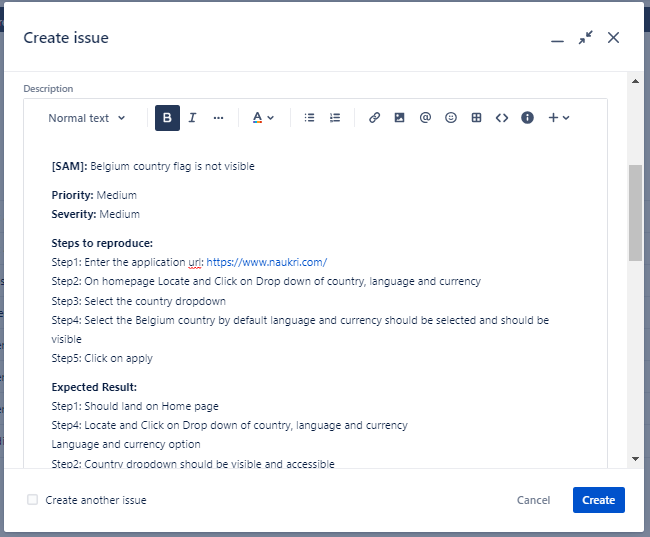 Create issue
Description
Normal text
B I ... A @ <>
[SAM]: Belgium country flag is not visible
Priority: Medium
Severity: Medium
Steps to reproduce:
Step1: Enter the application url: https://www.naukri.com/
Step2: On homepage Locate and Click on Drop down of country, language and currency
Step3: Select the country dropdown
Step4: Select the Belgium country by default language and currency should be selected and should be
visible
Step5: Click on apply
Expected Result:
Step1: Should land on Home page
Step4: Locate and Click on Drop down of country, language and currency
Language and currency option
Step2: Country dropdown should be visible and accessible
Create another issue
Cancel
Create